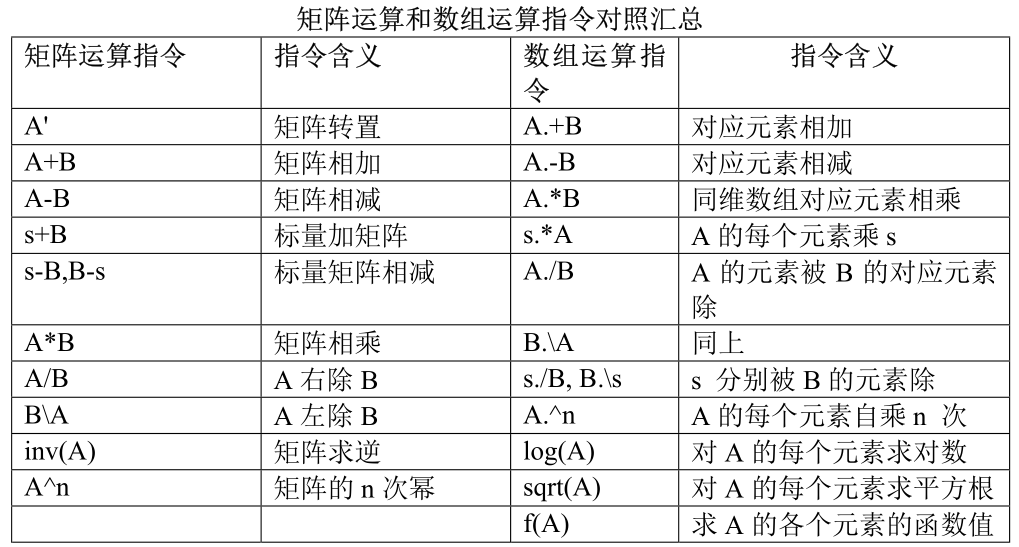 矩阵运算和数组运算指令对照汇总
矩阵运算指令 指令含义 数组运算指令 指令含义
A' 矩阵转置 A.+B 对应元素相加
A+B 矩阵相加 A.-B 对应元素相减
A-B 矩阵相减 A.*B 同维数组对应元素相乘
s+B 标量加矩阵 s.*A A 的每个元素乘 s
s-B,B-s 标量矩阵相减 A./B A 的元素被 B 的对应元素
除
A*B 矩阵相乘 B.\A 同上
A/B A 右除 B s./B, B.\s s 分别被 B 的元素除
B\A A 左除 B A.^n A 的每个元素自乘 n 次
inv(A) 矩阵求逆 log(A) 对 A 的每个元素求对数
A^n 矩阵的 n 次幂 sqrt(A) 对 A 的每个元素求平方根
f(A) 求 A 的各个元素的函数值